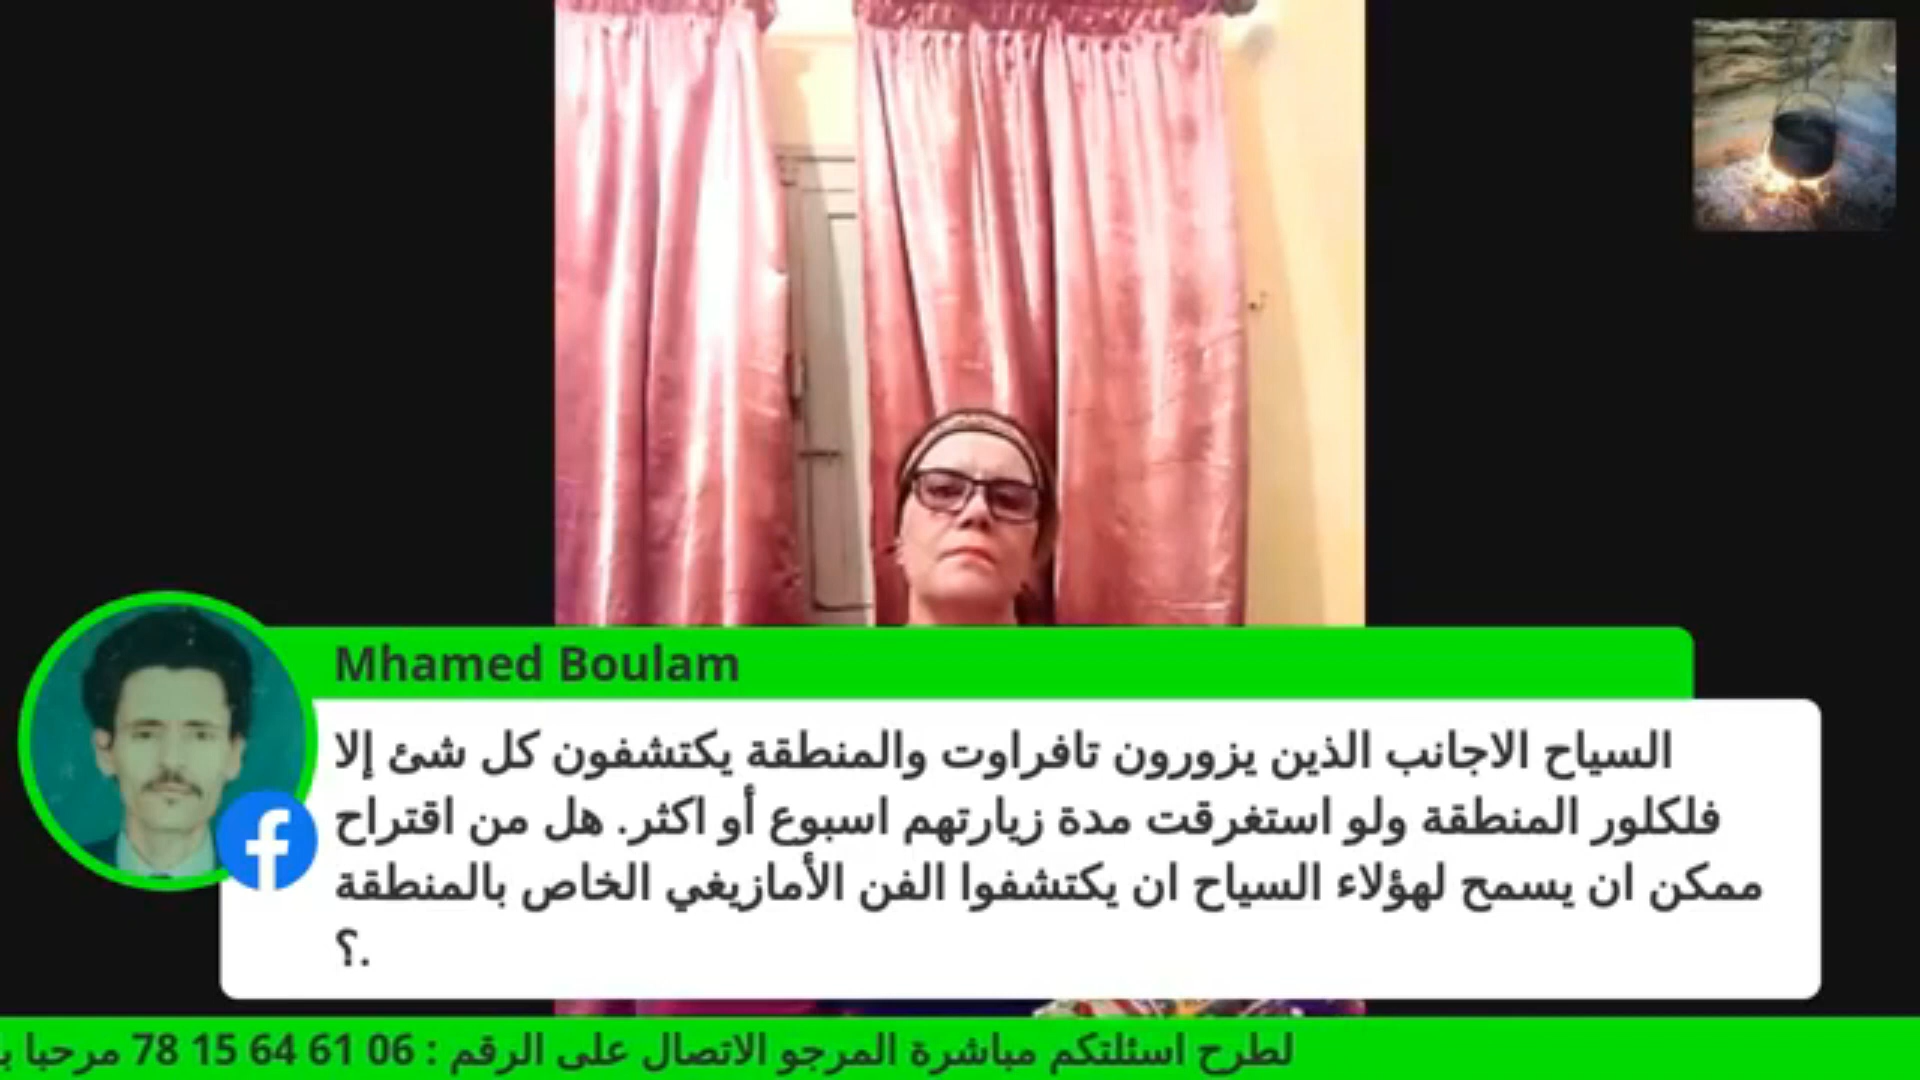 Mhamed Boulam
السياح الاجانب الذين يزورون تافراوت والمنطقة يكتشفون كل شئ إلا
فلكلور المنطقة ولو استغرقت مدة زيارتهم اسبوع أو اكثر. هل من اقتراح
ممكن ان يسمح لهؤلاء السياح ان يكتشفوا الفن الأمازيغي الخاص بالمنطقة
؟.
لطرح اسئلتكم مباشرة المرجو الاتصال على الرقم : 06 61 64 15 78 مرحبا